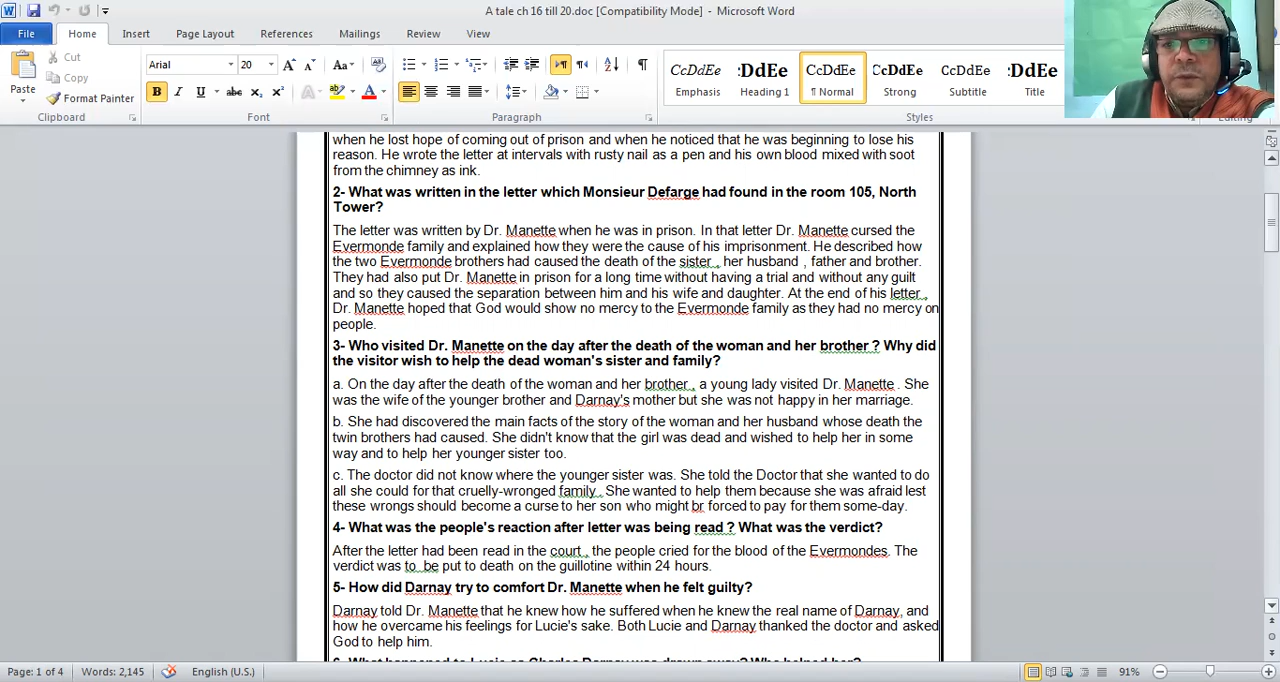 A tale ch 16 till 20.doc [Compatibility Mode] - Microsoft Word
File Home Insert Page Layout References Mailings Review View
Cut
Copy
Paste
Format Painter
Arial 20
AaBbCcDdEe
CcDdEe :DdEe CcDdEe CcDdEe CcDdEe :DdEe
Emphasis Heading 1 ¶ Normal Strong Subtitle Title
Clipboard Font Paragraph Styles Editing
when he lost hope of coming out of prison and when he noticed that he was beginning to lose his
reason. He wrote the letter at intervals with rusty nail as a pen and his own blood mixed with soot
from the chimney as ink.
2- What was written in the letter which Monsieur Defarge had found in the room 105, North
Tower?
The letter was written by Dr. Manette when he was in prison. In that letter Dr. Manette cursed the
Evermonde family and explained how they were the cause of his imprisonment. He described how
the two Evermonde brothers had caused the death of the sister , her husband , father and brother.
They had also put Dr. Manette in prison for a long time without having a trial and without any guilt
and so they caused the separation between him and his wife and daughter. At the end of his letter ,
Dr. Manette hoped that God would show no mercy to the Evermonde family as they had no mercy on
people.
3- Who visited Dr. Manette on the day after the death of the woman and her brother ? Why did
the visitor wish to help the dead woman's sister and family?
a. On the day after the death of the woman and her brother , a young lady visited Dr. Manette . She
was the wife of the younger brother and Darnay's mother but she was not happy in her marriage.
b. She had discovered the main facts of the story of the woman and her husband whose death the
twin brothers had caused. She didn't know that the girl was dead and wished to help her in some
way and to help her younger sister too.
c. The doctor did not know where the younger sister was. She told the Doctor that she wanted to do
all she could for that cruelly-wronged family . She wanted to help them because she was afraid lest
these wrongs should become a curse to her son who might br forced to pay for them some-day.
4- What was the people's reaction after letter was being read ? What was the verdict?
After the letter had been read in the court , the people cried for the blood of the Evermondes. The
verdict was to be put to death on the guillotine within 24 hours.
5- How did Darnay try to comfort Dr. Manette when he felt guilty?
Darnay told Dr. Manette that he knew how he suffered when he knew the real name of Darnay, and
how he overcame his feelings for Lucie's sake. Both Lucie and Darnay thanked the doctor and asked
God to help him.
6- What happened to Lucie as Charles Darnay was drawn away? Who helped her?
Page: 1 of 4 Words: 2,145 English (U.S.) 91%